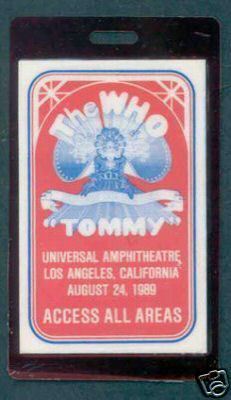 The WHO
"TOMMY"
UNIVERSAL AMPHITHEATRE
LOS ANGELES, CALIFORNIA
AUGUST 24, 1989
ACCESS ALL AREAS